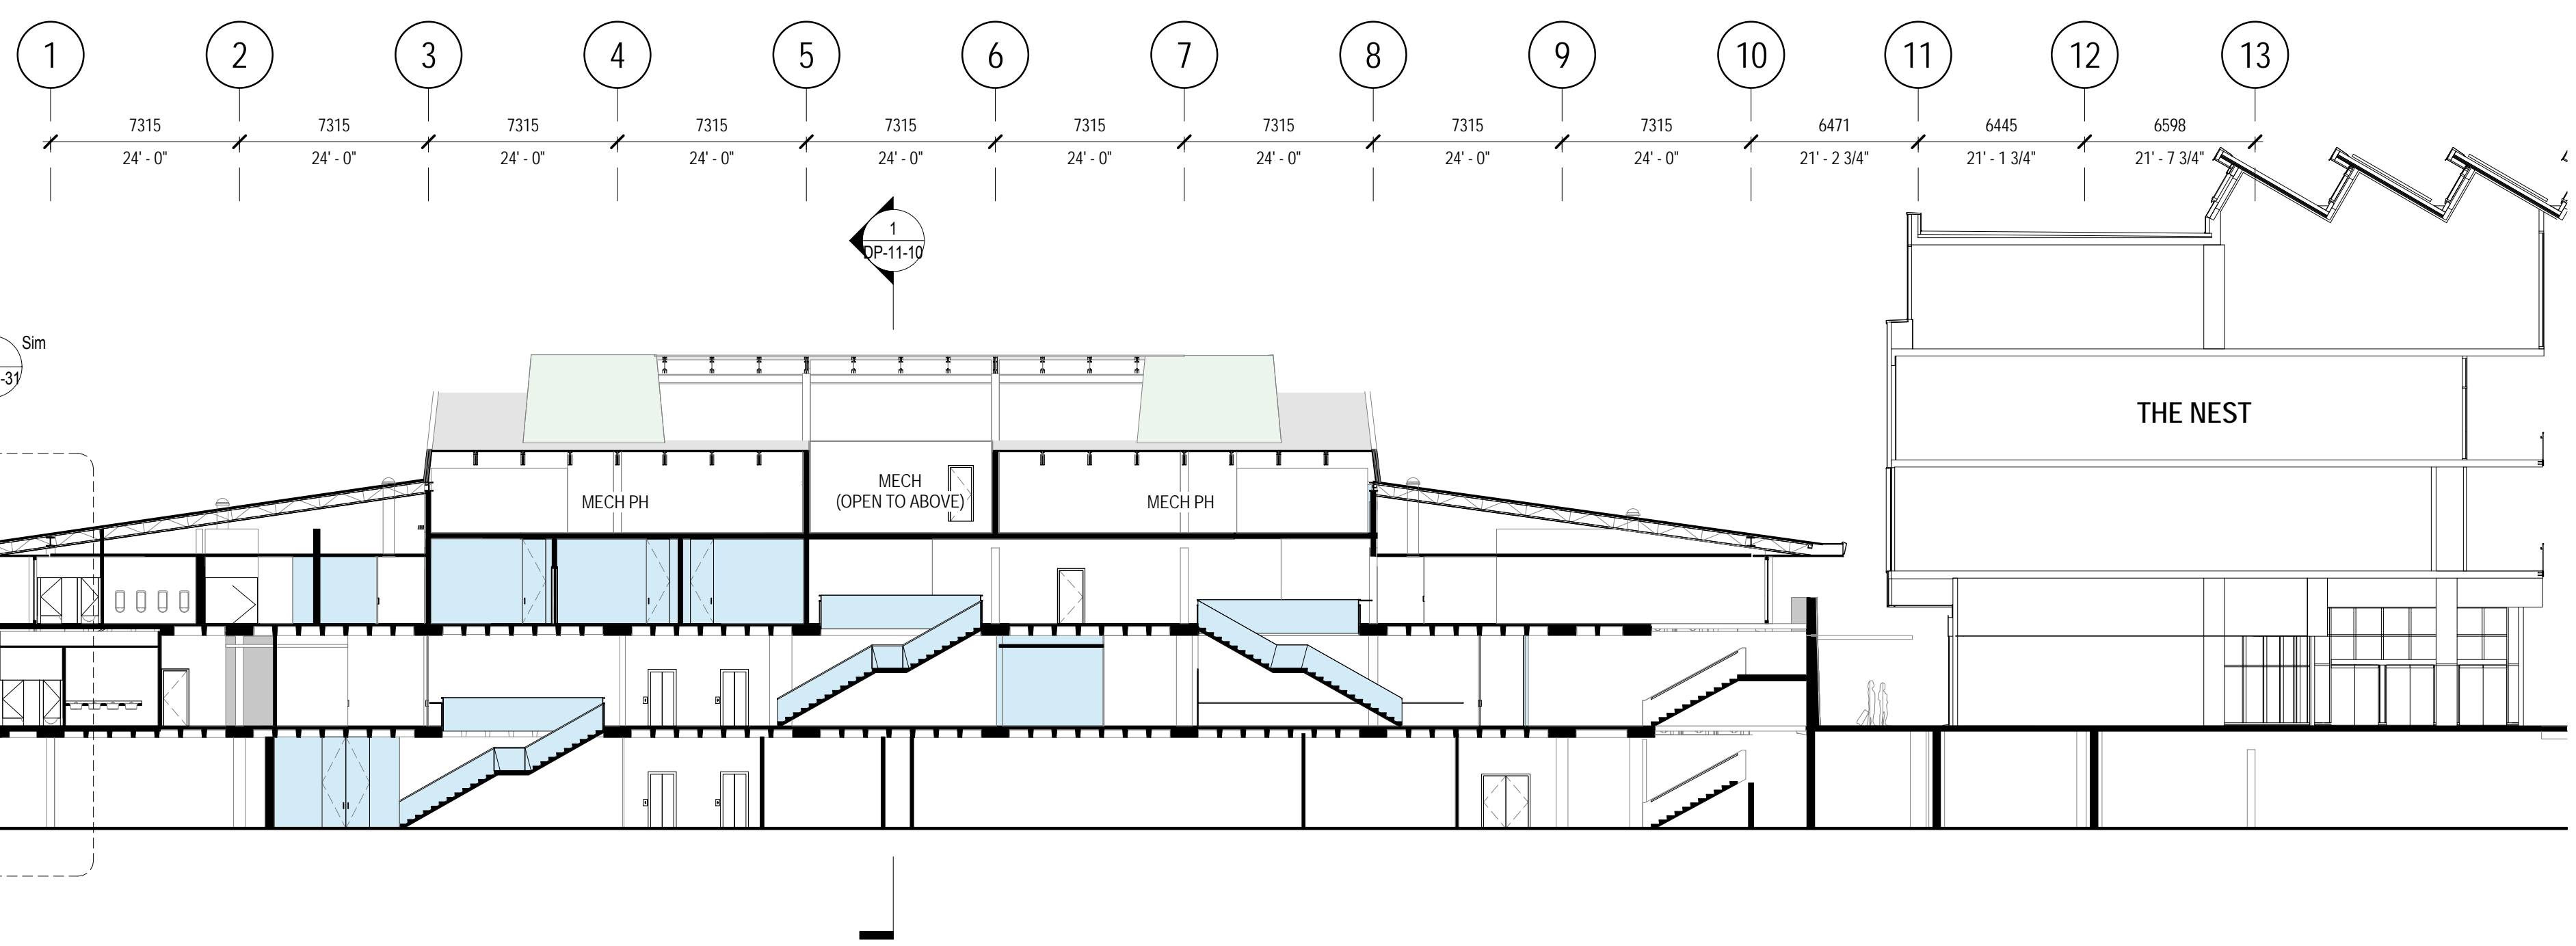 1 2 3 4 5 6 7 8 9 10 11 12 13
7315 7315 7315 7315 7315 7315 7315 7315 7315 6471 6445 6598
24' - 0" 24' - 0" 24' - 0" 24' - 0" 24' - 0" 24' - 0" 24' - 0" 24' - 0" 24' - 0" 21' - 2 3/4" 21' - 1 3/4" 21' - 7 3/4"
1
DP-11-10
Sim
-31
THE NEST
MECH PH
MECH
(OPEN TO ABOVE)
MECH PH